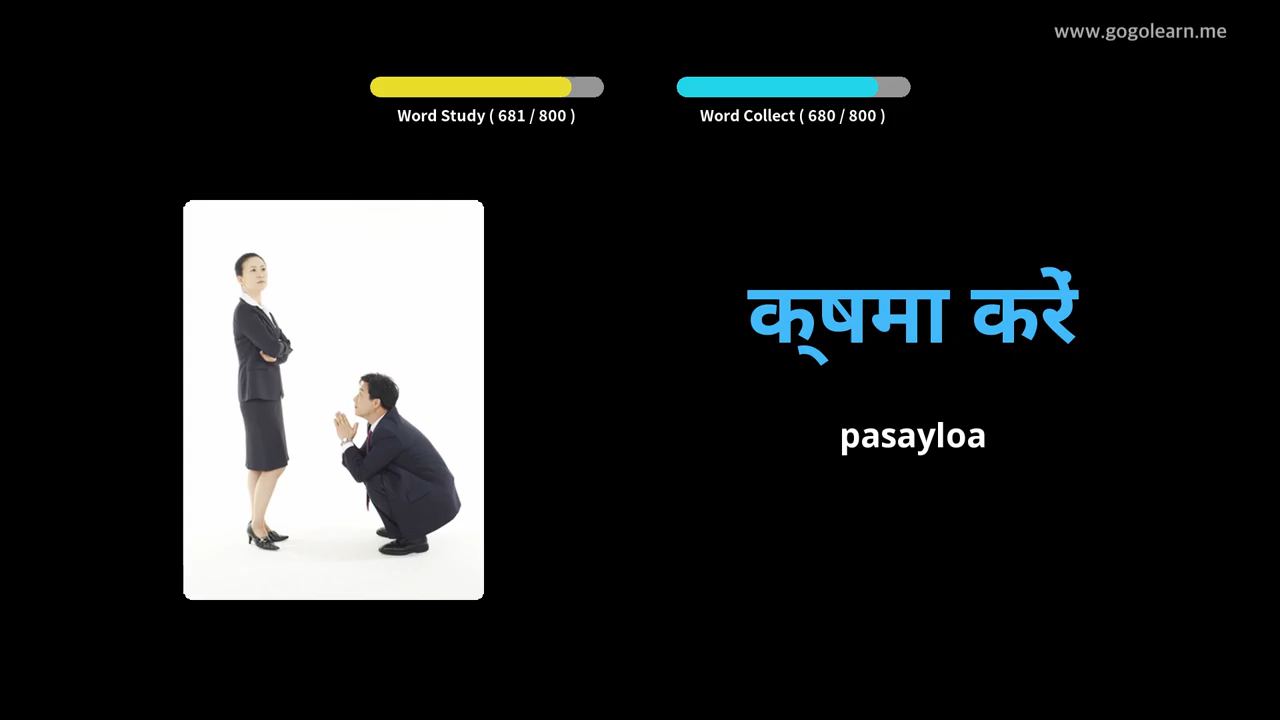 www.gogolearn.me
Word Study ( 681 / 800 )
Word Collect ( 680 / 800 )
क्षमा करें
pasayloa